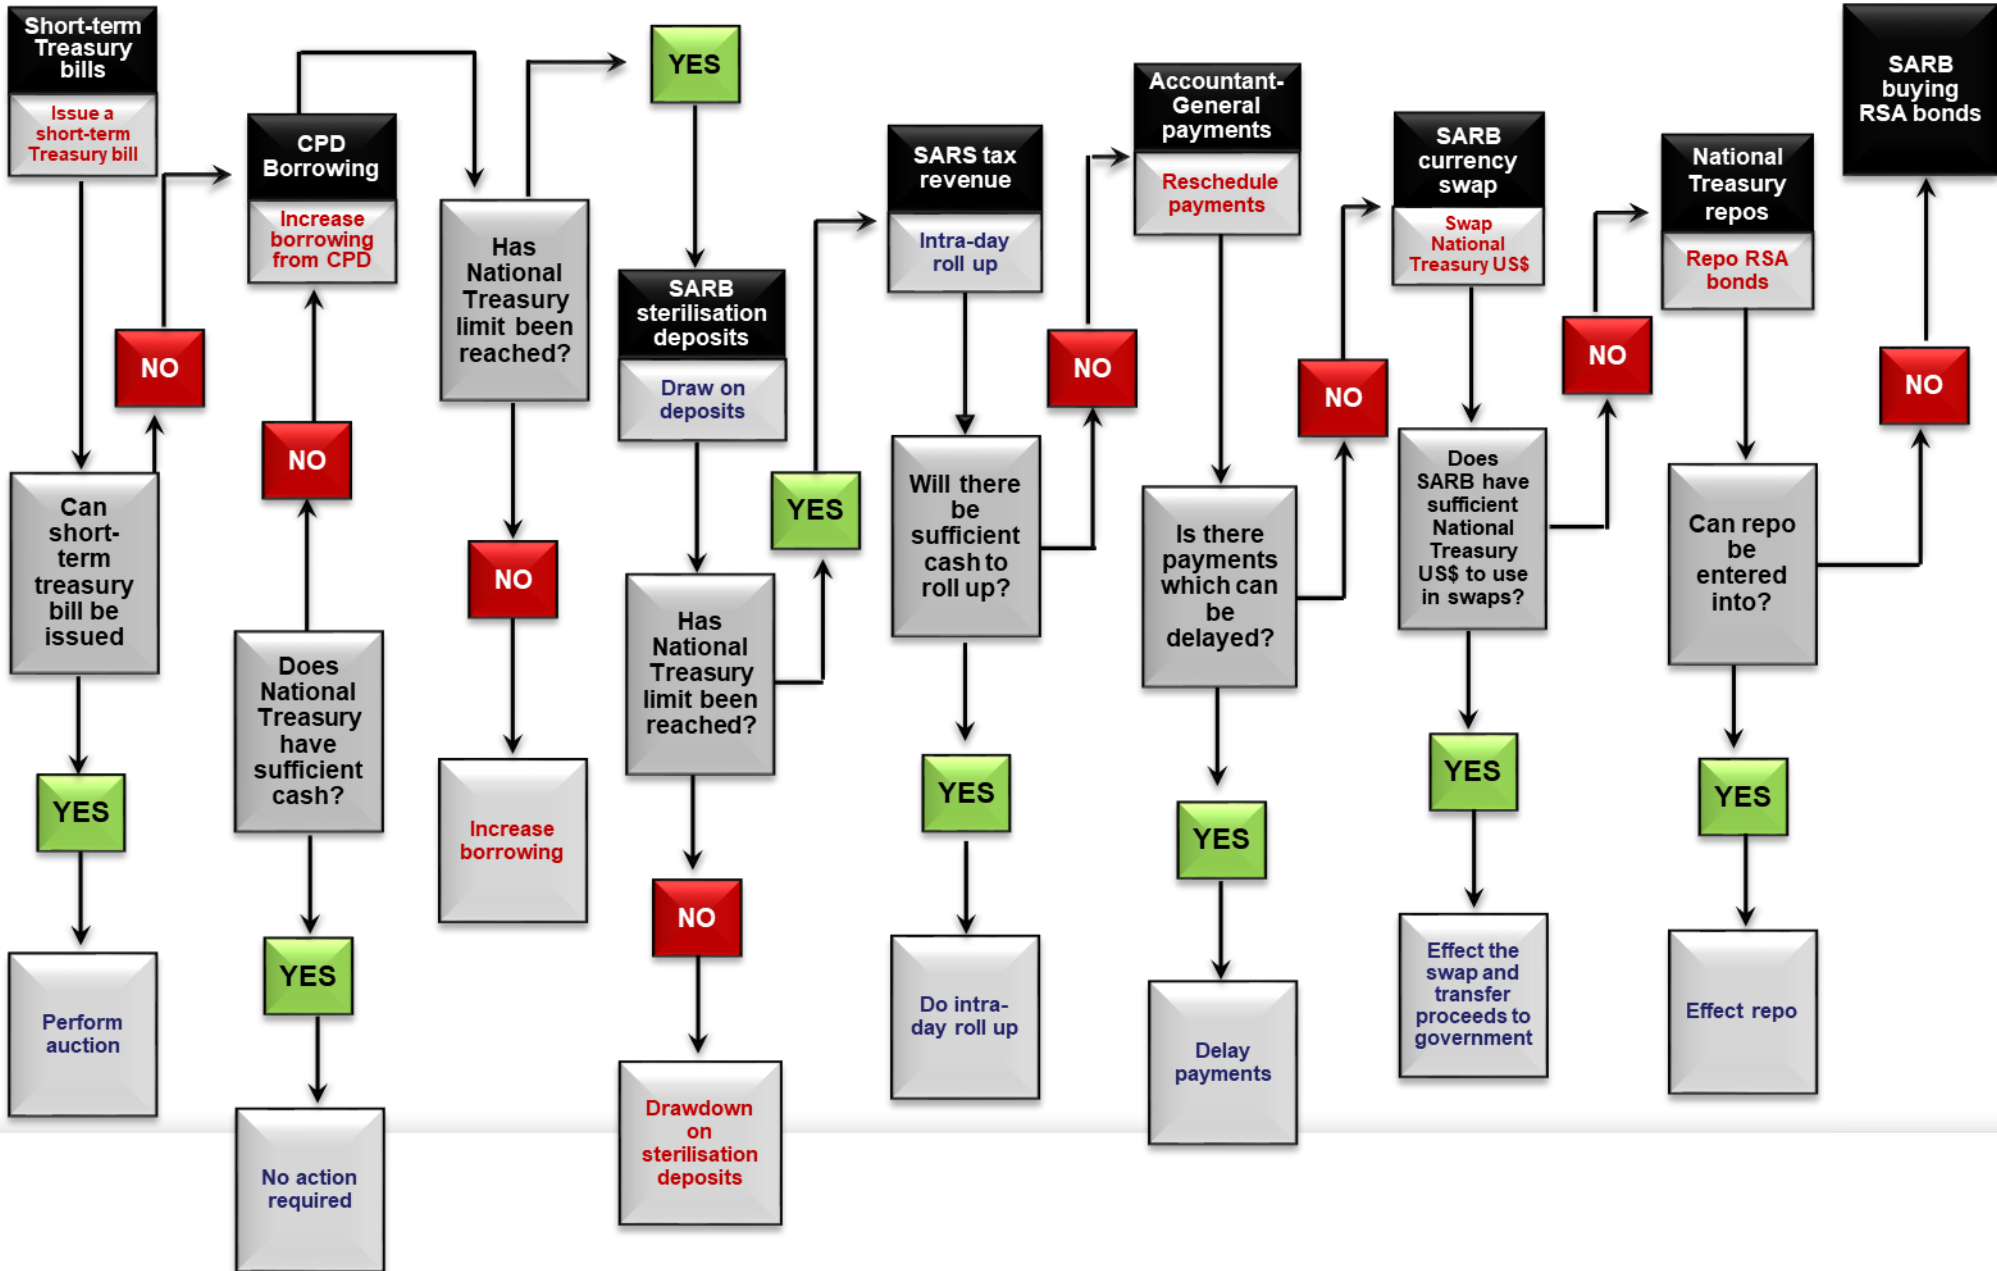 Short-term
Treasury
bills
Issue a
short-term
Treasury bill
NO
Can
short-
term
treasury
bill be
issued
YES
Perform
auction
CPD
Borrowing
Increase
borrowing
from CPD
NO
Does
National
Treasury
have
sufficient
cash?
YES
No action
required
Has
National
Treasury
limit been
reached?
NO
Increase
borrowing
YES
SARB
sterilisation
deposits
Draw on
deposits
Has
National
Treasury
limit been
reached?
NO
Drawdown
on
sterilisation
deposits
YES
SARS tax
revenue
Intra-day
roll up
Will there
be
sufficient
cash to
roll up?
YES
Do intra-
day roll up
NO
Accountant-
General
payments
Reschedule
payments
Is there
payments
which can
be
delayed?
YES
Delay
payments
NO
SARB
currency
swap
Swap
National
Treasury US$
Does
SARB have
sufficient
National
Treasury
US$ to use
in swaps?
YES
Effect the
swap and
transfer
proceeds to
government
NO
National
Treasury
repos
Repo RSA
bonds
Can repo
be
entered
into?
YES
Effect repo
NO
SARB
buying
RSA bonds